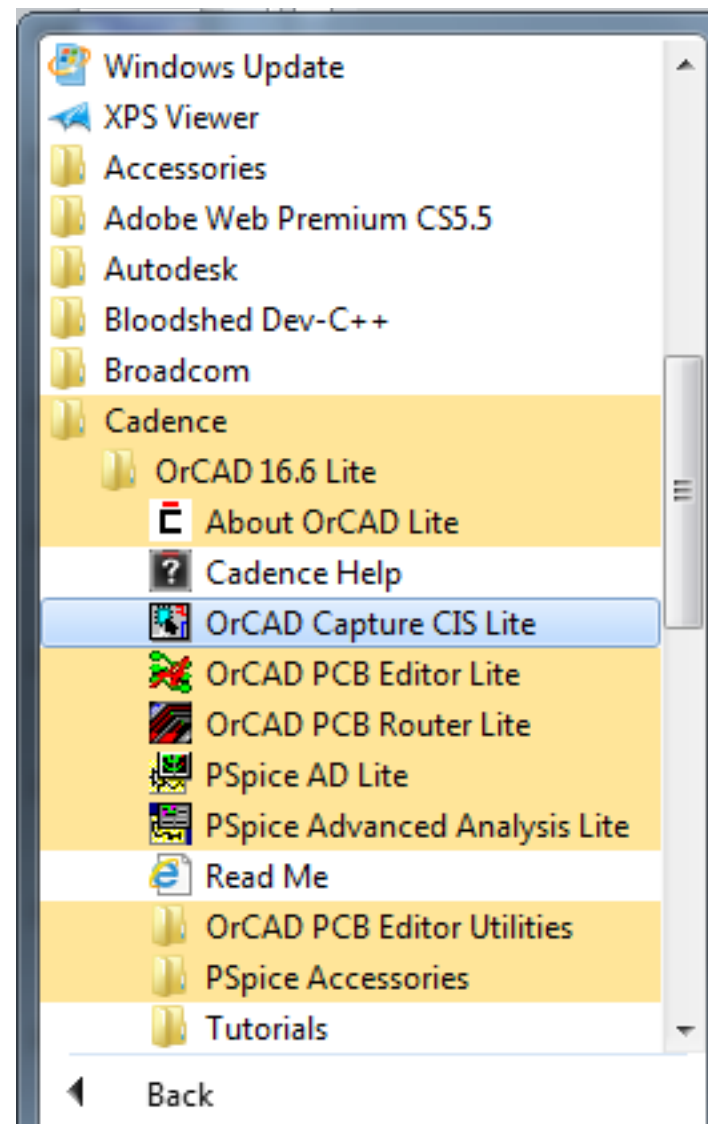 Windows Update
XPS Viewer
Accessories
Adobe Web Premium CS5.5
Autodesk
Bloodshed Dev-C++
Broadcom
Cadence
OrCAD 16.6 Lite
About OrCAD Lite
Cadence Help
OrCAD Capture CIS Lite
OrCAD PCB Editor Lite
OrCAD PCB Router Lite
PSpice AD Lite
PSpice Advanced Analysis Lite
Read Me
OrCAD PCB Editor Utilities
PSpice Accessories
Tutorials
Back